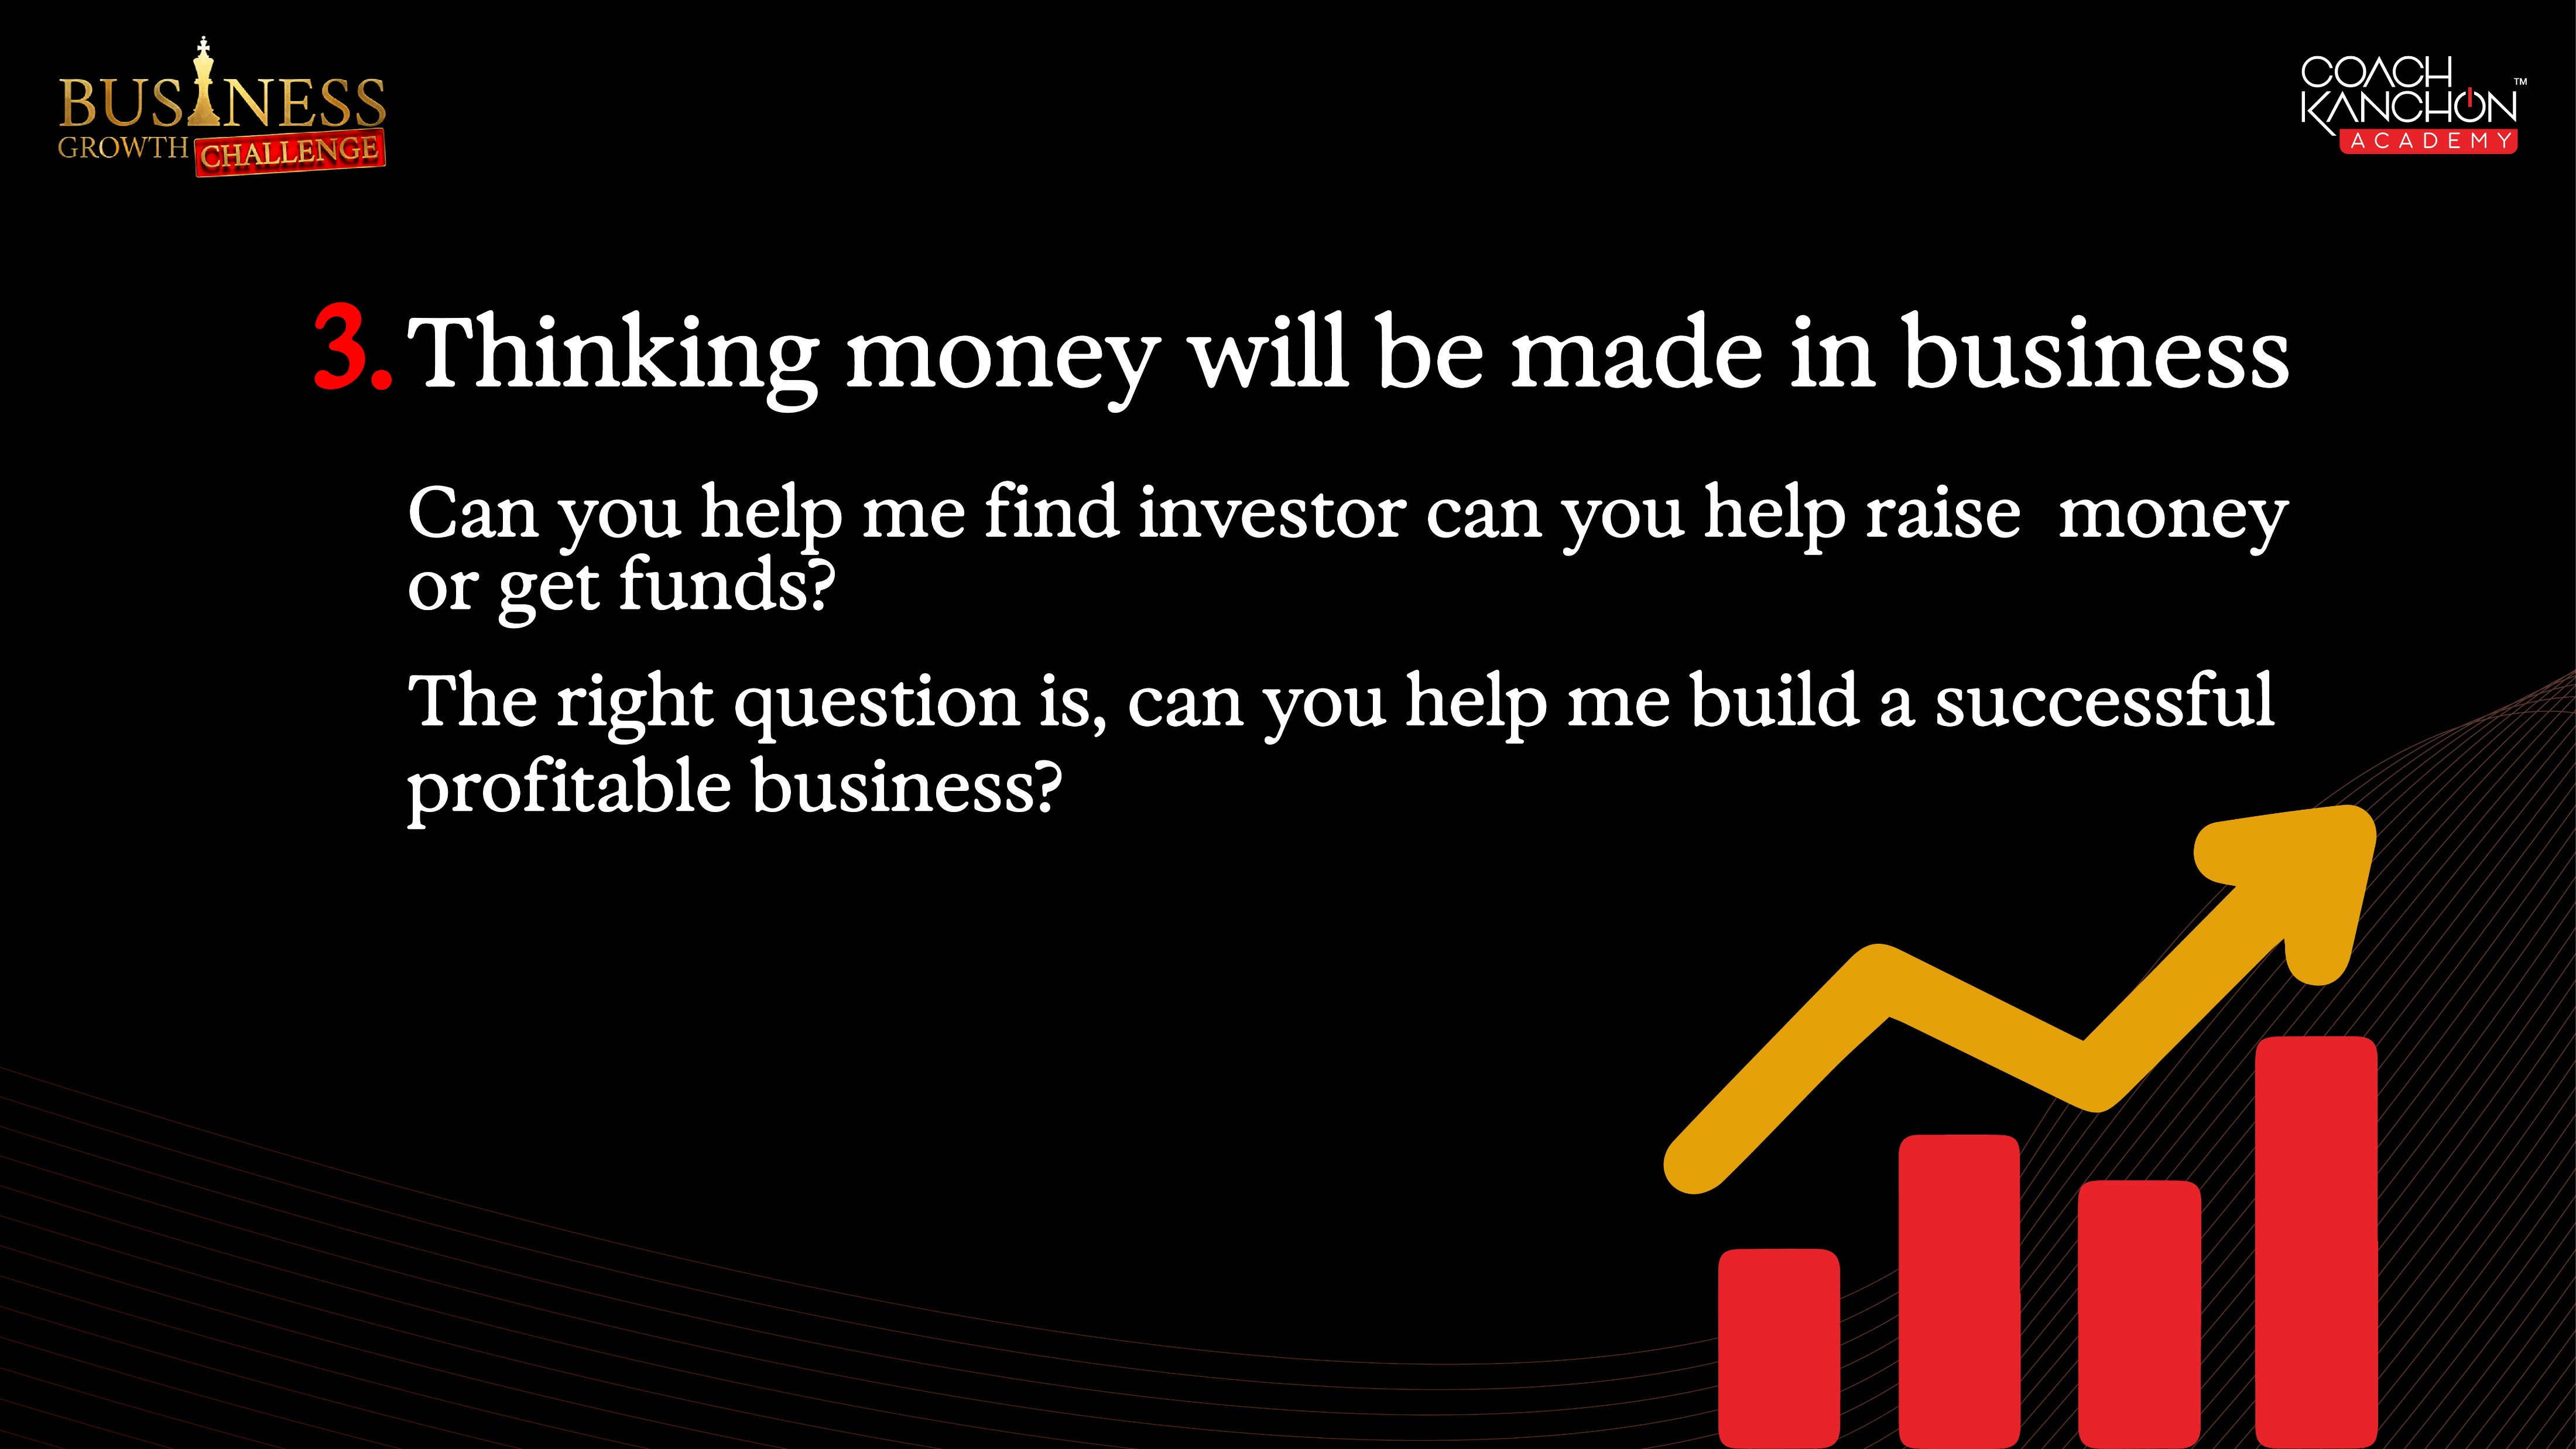 BUSINESS
GROWTH CHALLENGE
COACH
KANCHON™
ACADEMY
3. Thinking money will be made in business
Can you help me find investor can you help raise  money
or get funds?
The right question is, can you help me build a successful
profitable business?